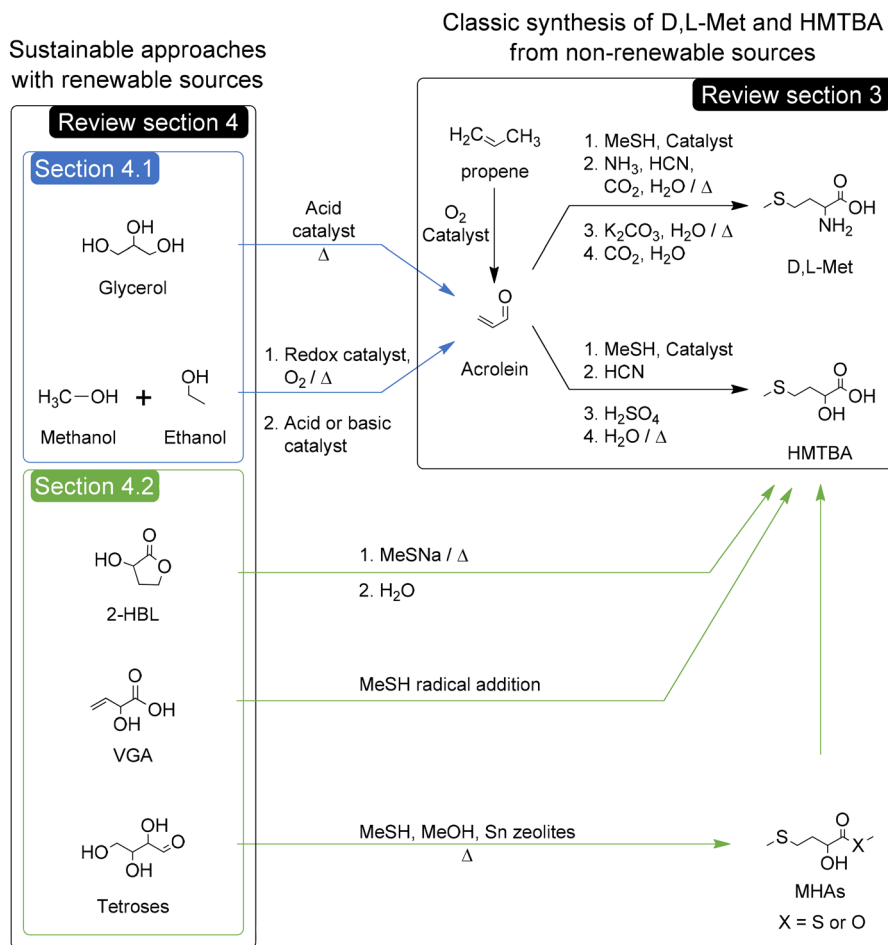 Classic synthesis of D,L-Met and HMTBA
from non-renewable sources
Sustainable approaches
with renewable sources
Review section 4
Review section 3
Section 4.1
OH
HO
OH
Glycerol
H₃C
OH
+
OH
Methanol
Ethanol
Acid
catalyst
Δ
1. Redox catalyst,
O₂ / Δ
2. Acid or basic
catalyst
H₂C
CH₃
propene
O₂
Catalyst
O
Acrolein
1. MeSH, Catalyst
2. NH₃, HCN,
CO₂, H₂O / Δ
3. K₂CO₃, H₂O / Δ
4. CO₂, H₂O
S
O
OH
NH₂
D,L-Met
1. MeSH, Catalyst
2. HCN
3. H₂SO₄
4. H₂O / Δ
S
O
OH
OH
HMTBA
Section 4.2
O
HO
O
2-HBL
1. MeSNa / Δ
2. H₂O
O
OH
OH
VGA
MeSH radical addition
OH
HO
O
OH
Tetroses
MeSH, MeOH, Sn zeolites
Δ
S
O
X
OH
MHAs
X = S or O